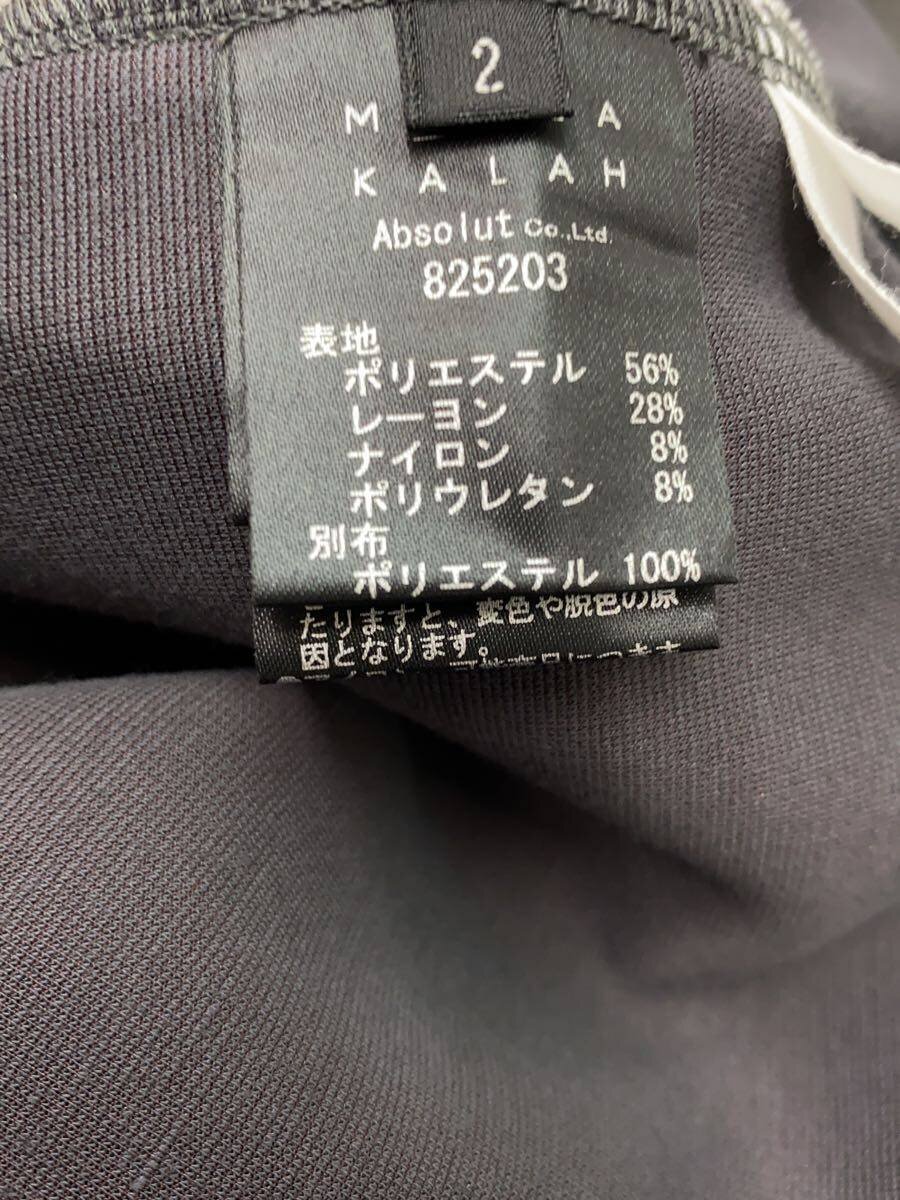 2
M A
KALAH
Absolut Co.,Ltd.
825203
表地
ポリエステル 56%
レーヨン 28%
ナイロン 8%
ポリウレタン 8%
別布
ポリエステル 100%
たりますと、変色や脱色の原
因となります。